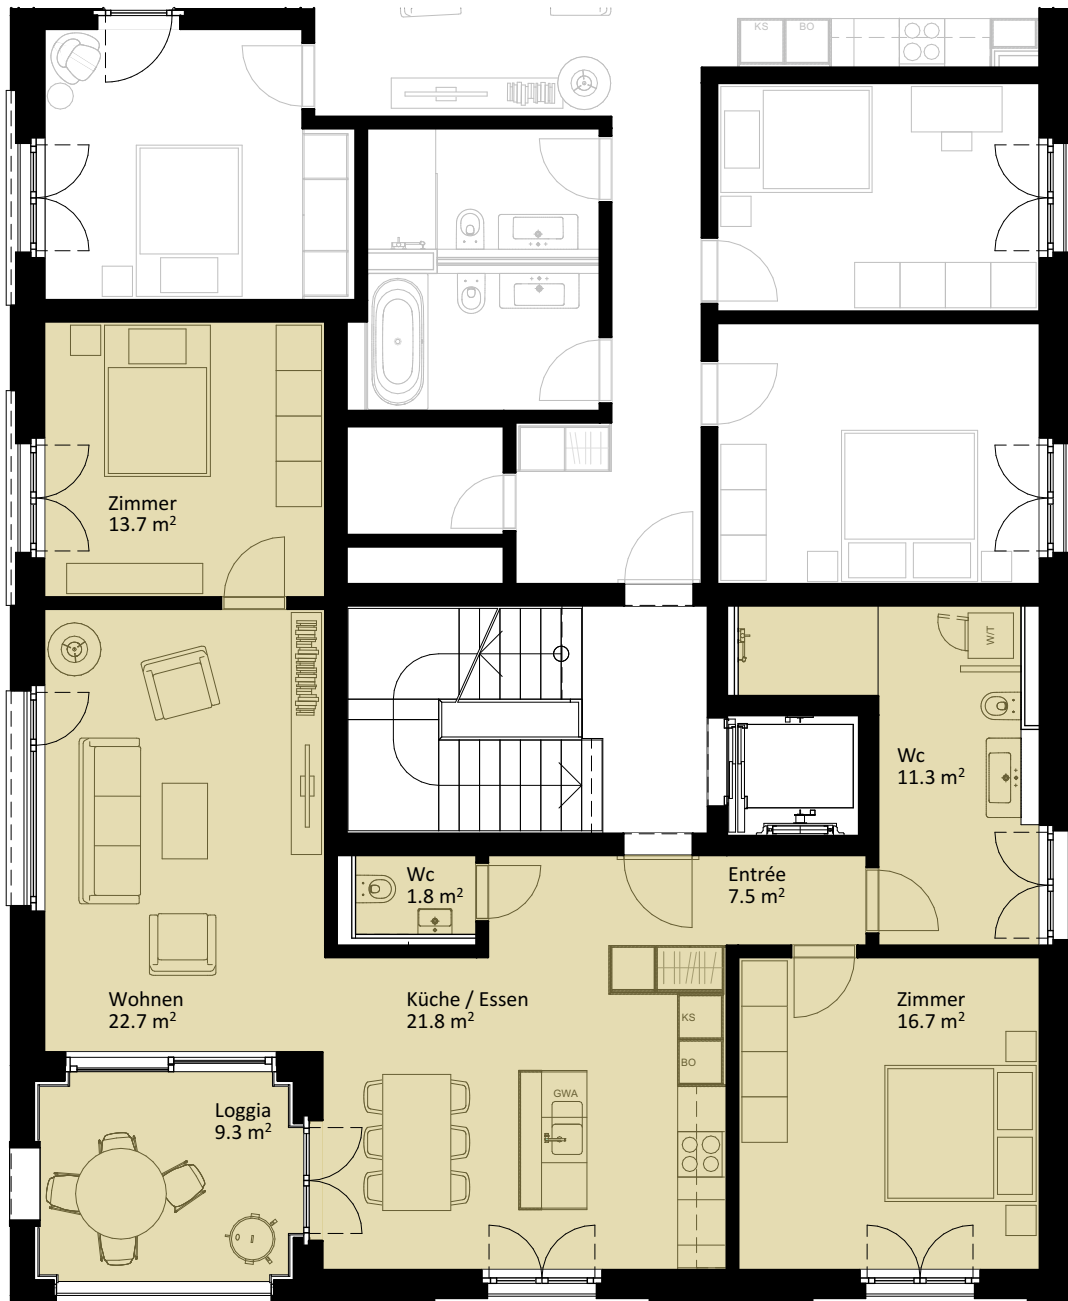 KS
BO
Zimmer
13.7 m²
W/T
Wc
11.3 m²
Wc
1.8 m²
Entrée
7.5 m²
Wohnen
22.7 m²
Küche / Essen
21.8 m²
Zimmer
16.7 m²
KS
BO
GWA
Loggia
9.3 m²